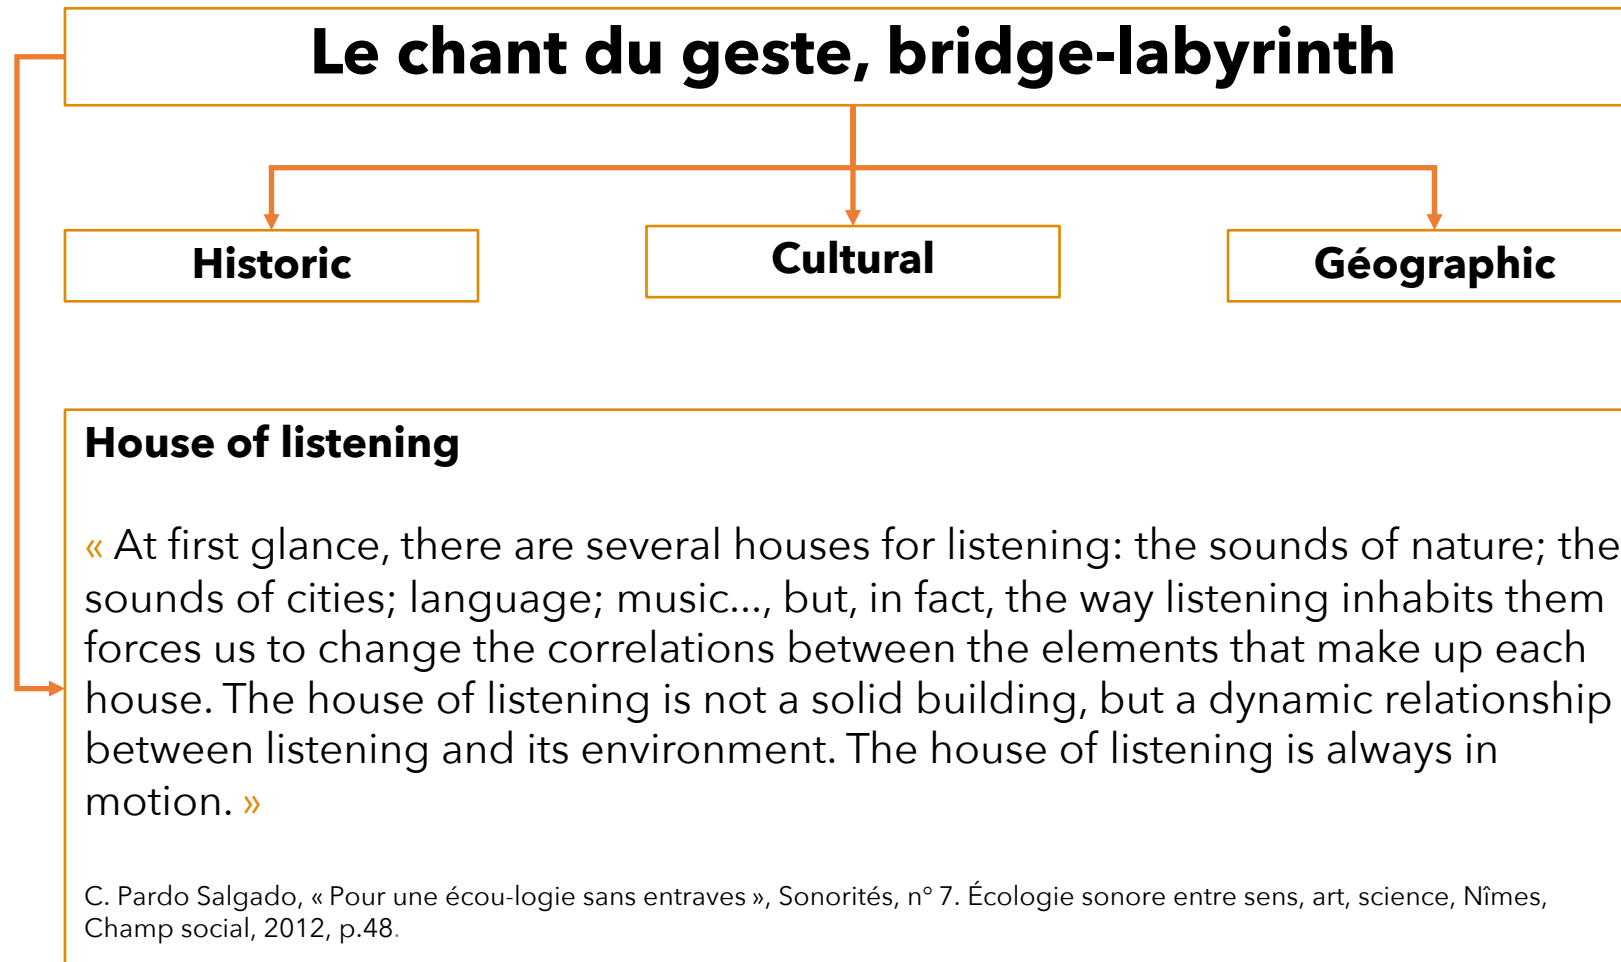 Le chant du geste, bridge-labyrinth
Historic
Cultural
Géographic
House of listening
« At first glance, there are several houses for listening: the sounds of nature; the
sounds of cities; language; music..., but, in fact, the way listening inhabits them
forces us to change the correlations between the elements that make up each
house. The house of listening is not a solid building, but a dynamic relationship
between listening and its environment. The house of listening is always in
motion. »
C. Pardo Salgado, « Pour une écou-logie sans entraves », Sonorités, n° 7. Écologie sonore entre sens, art, science, Nîmes,
Champ social, 2012, p.48.